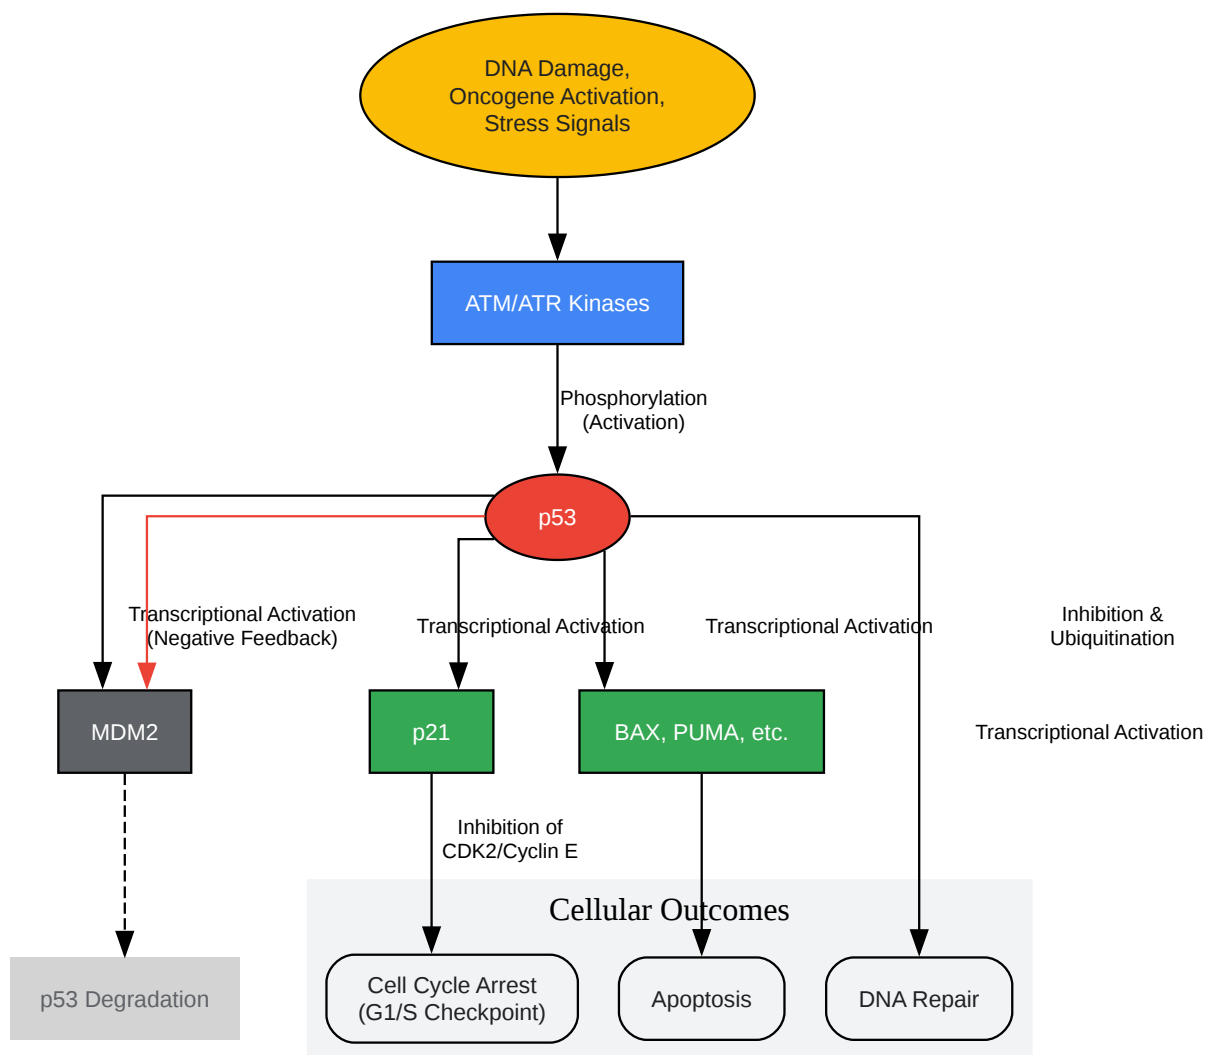 DNA Damage,
Oncogene Activation,
Stress Signals
ATM/ATR Kinases
Phosphorylation
(Activation)
p53
Transcriptional Activation
(Negative Feedback)
Transcriptional Activation
Transcriptional Activation
Inhibition &
Ubiquitination
MDM2
p21
BAX, PUMA, etc.
Transcriptional Activation
Inhibition of
CDK2/Cyclin E
Cellular Outcomes
p53 Degradation
Cell Cycle Arrest
(G1/S Checkpoint)
Apoptosis
DNA Repair